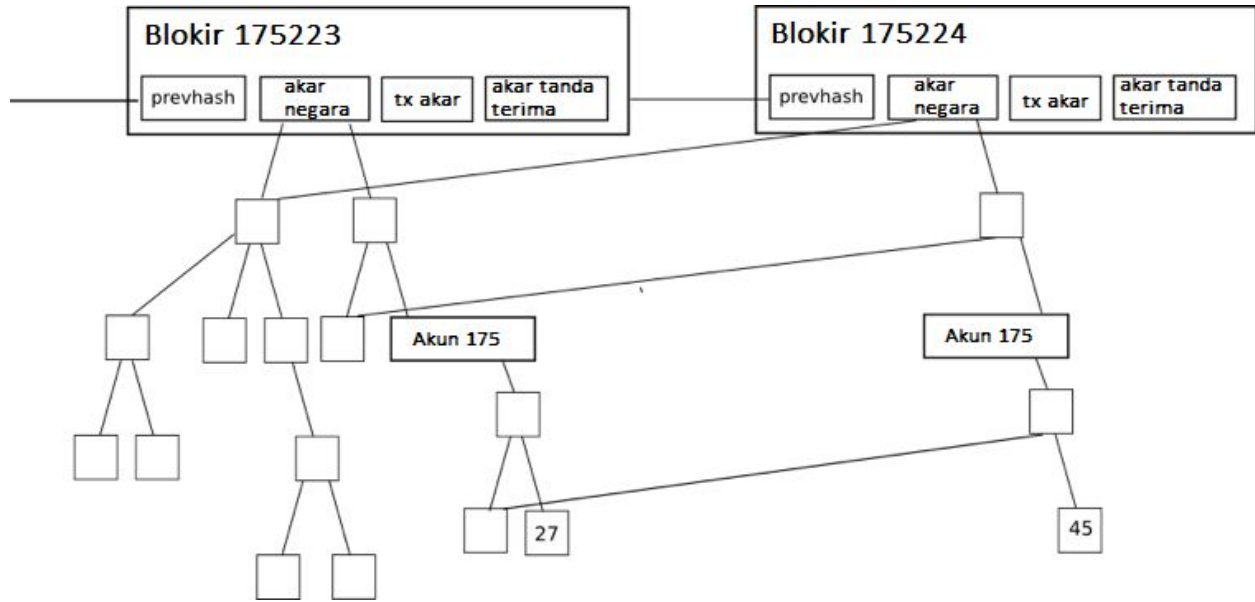 Blokir 175223
prevhash
akar
negara
tx akar
akar tanda
terima
Blokir 175224
prevhash
akar
negara
tx akar
akar tanda
terima
Akun 175
Akun 175
27
45